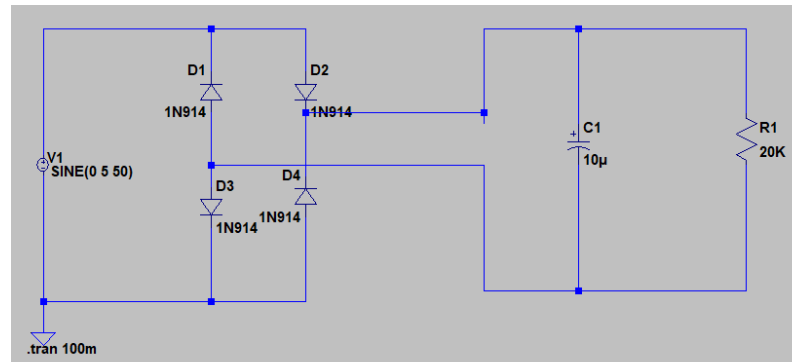 D1
D2
1N914
1N914
C1
+
10µ
R1
20K
V1
SINE(0 5 50)
D3
D4
1N914
1N914
.tran 100m